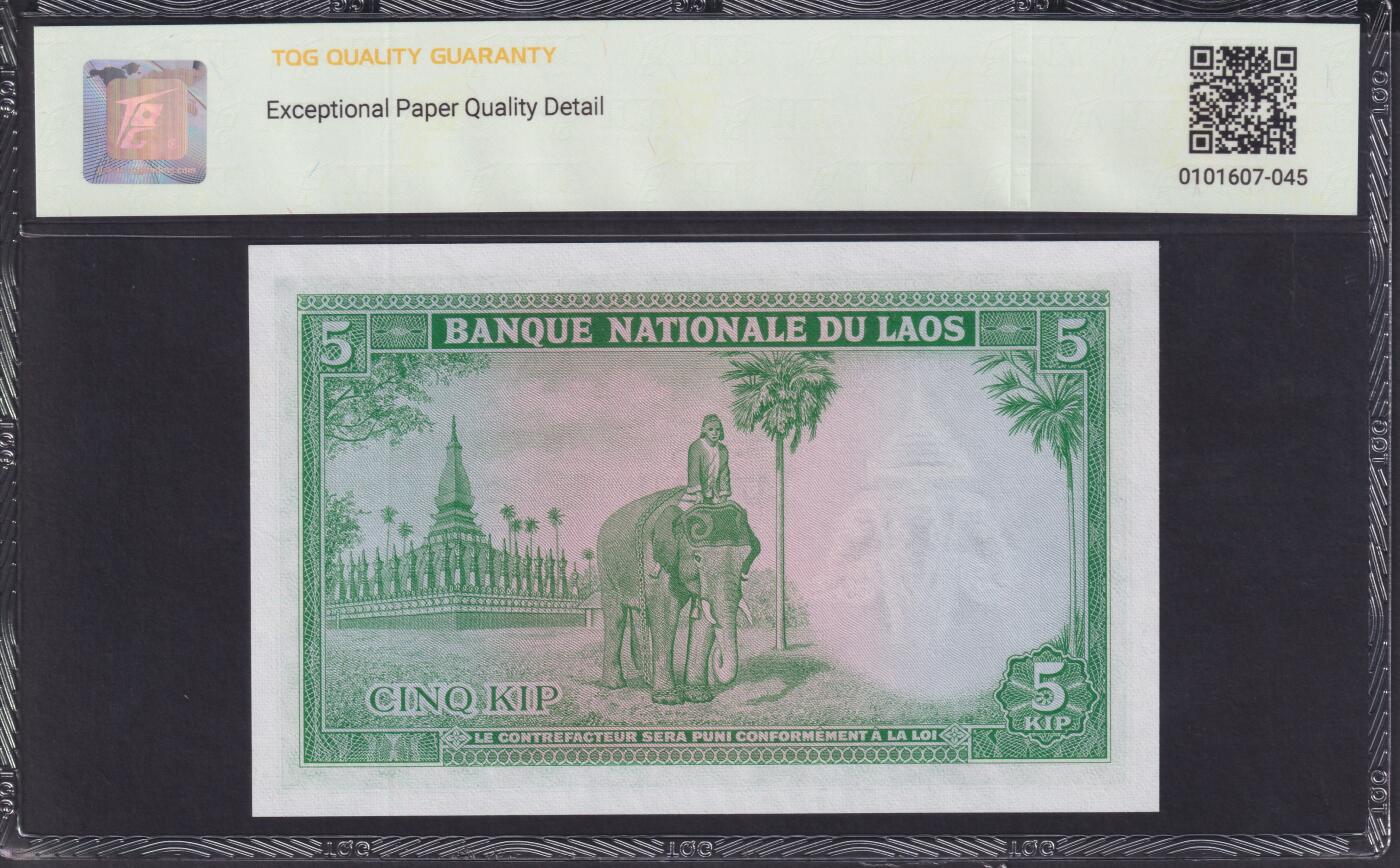 TQG QUALITY GUARANTY
Exceptional Paper Quality Detail
0101607-045
5 BANQUE NATIONALE DU LAOS 5
CINQ KIP
5
KIP
LE CONTREFACTEUR SERA PUNI CONFORMÉMENT À LA LOI